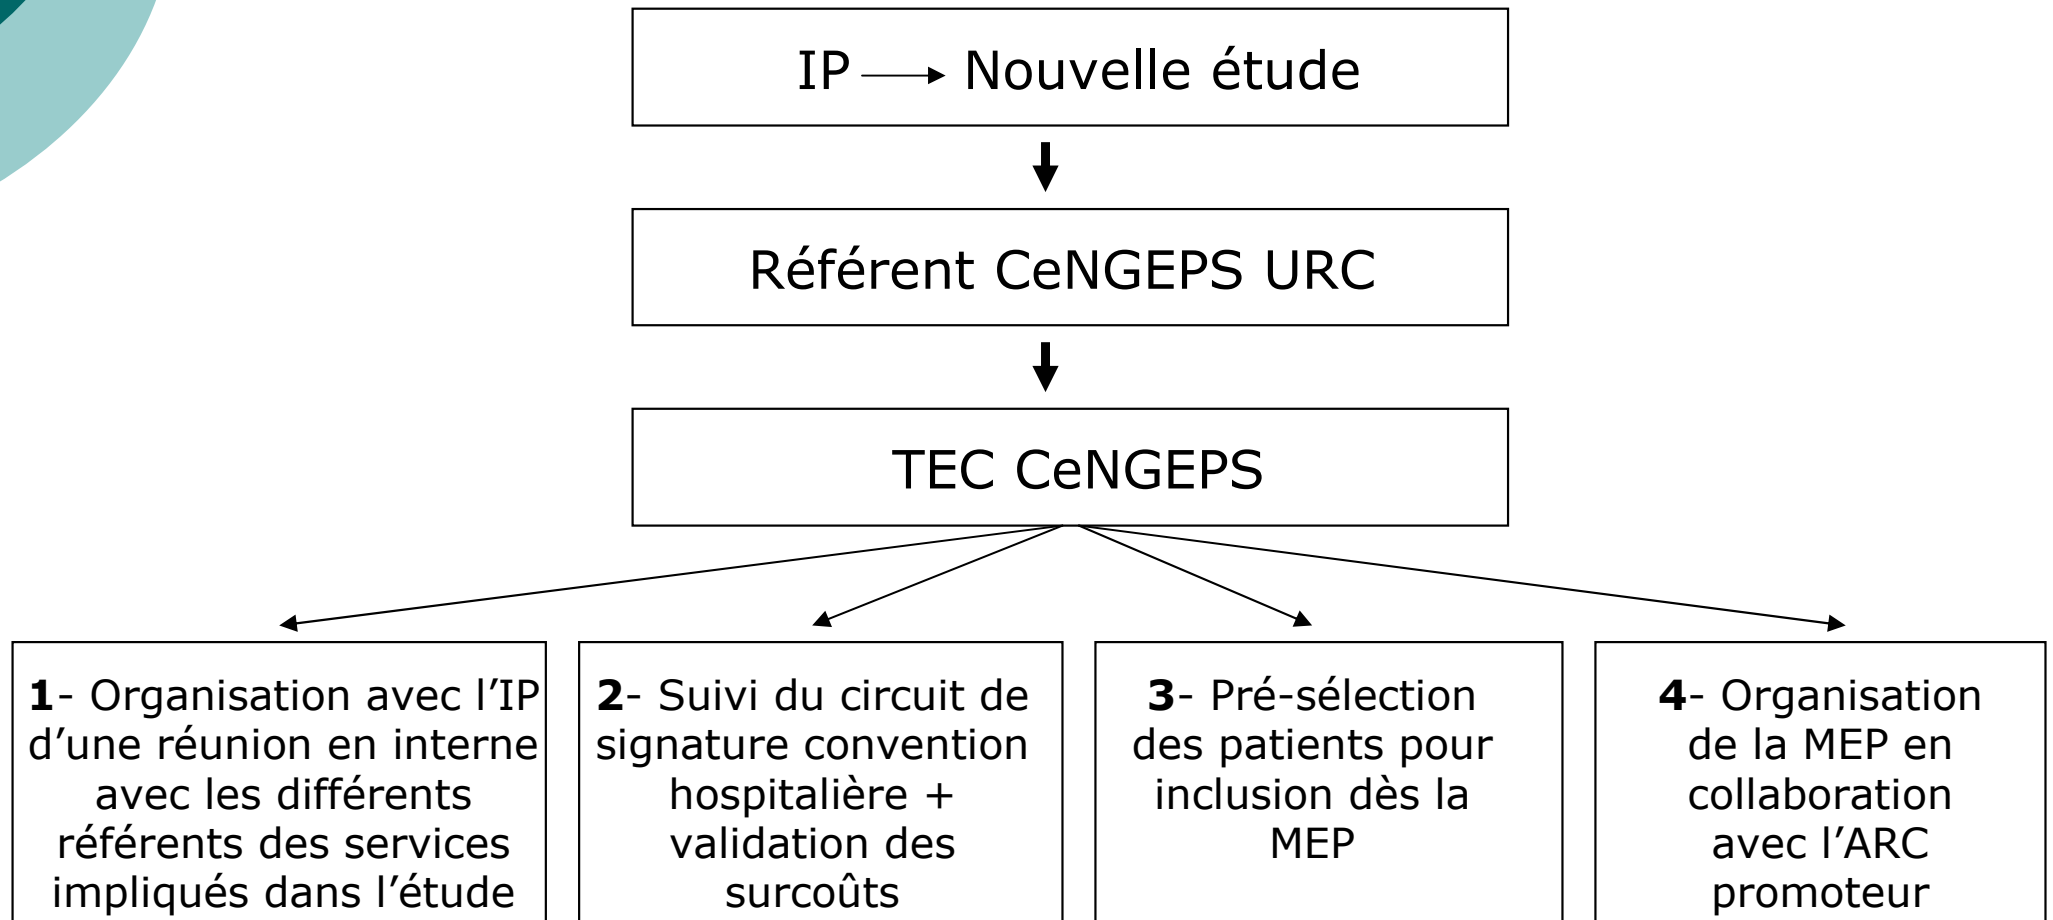 IP → Nouvelle étude
Référent CeNGEPS URC
TEC CeNGEPS
1- Organisation avec l’IP
d’une réunion en interne
avec les différents
référents des services
impliqués dans l’étude
2- Suivi du circuit de
signature convention
hospitalière +
validation des
surcoûts
3- Pré-sélection
des patients pour
inclusion dès la
MEP
4- Organisation
de la MEP en
collaboration
avec l’ARC
promoteur